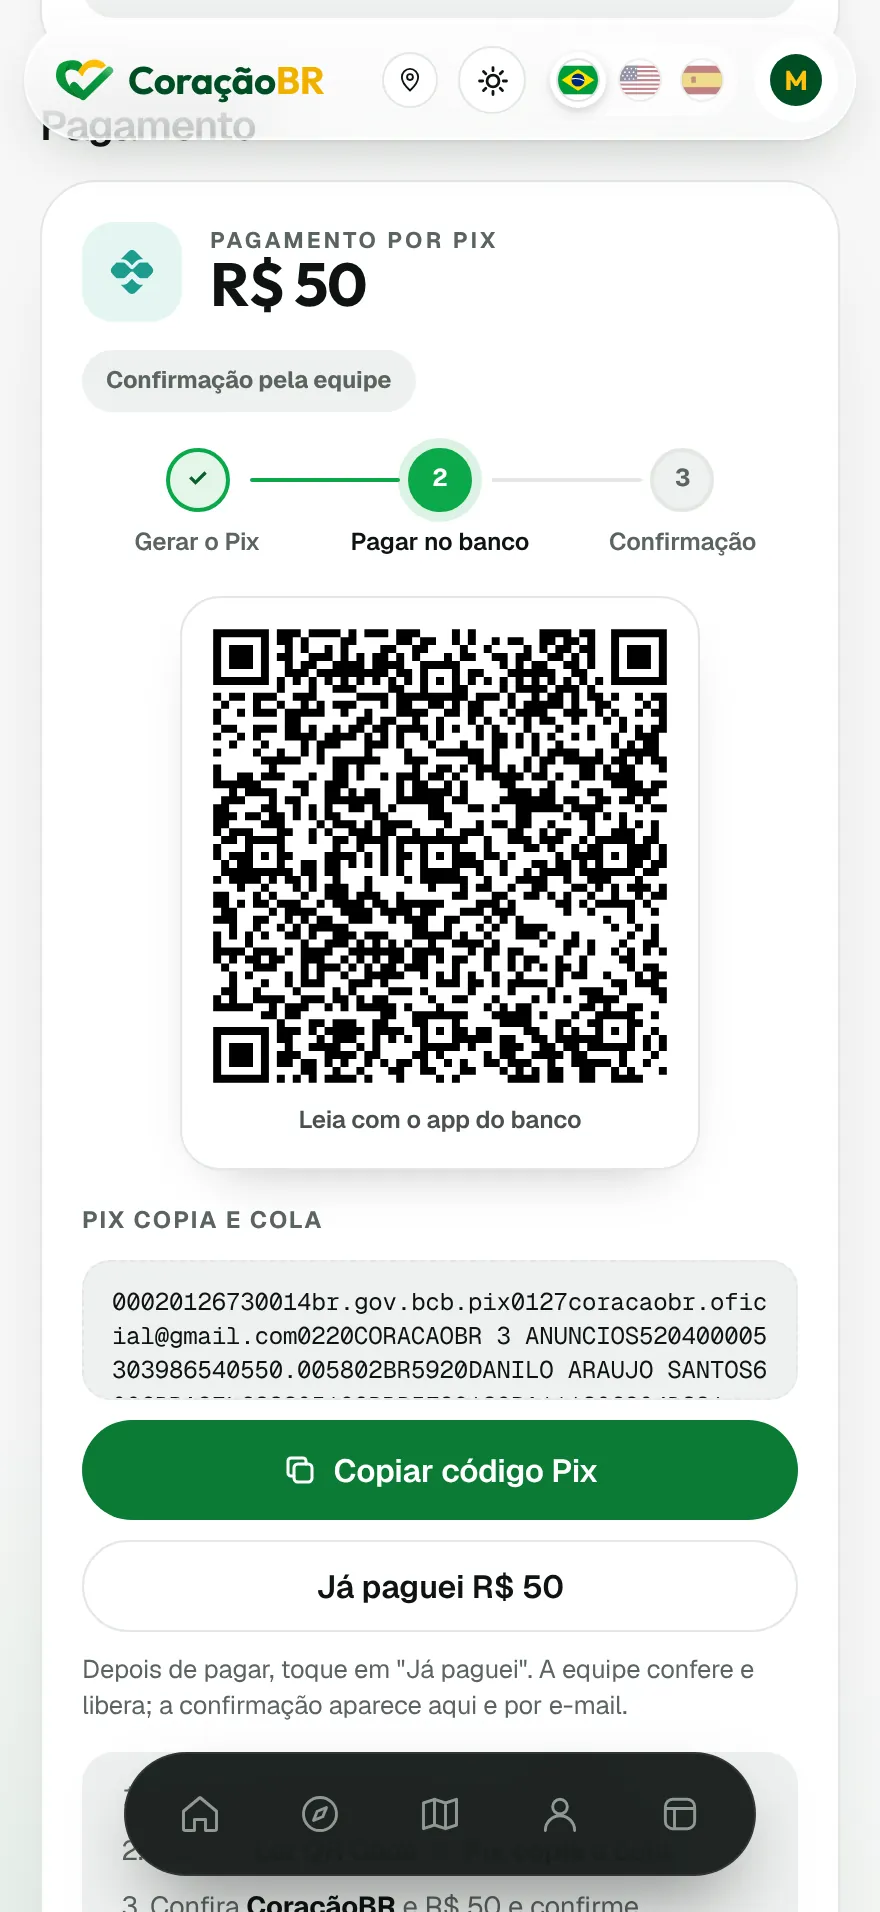 CoraçãoBR
M
Pagamento
PAGAMENTO POR PIX
R$ 50
Confirmação pela equipe
2
3
Gerar o Pix
Pagar no banco
Confirmação
Leia com o app do banco
PIX COPIA E COLA
00020126730014br.gov.bcb.pix0127coracaobr.ofic
ial@gmail.com0220CORACAOBR 3 ANUNCIOS520400005
303986540550.005802BR5920DANILO ARAUJO SANTOS6
Copiar código Pix
Já paguei R$ 50
Depois de pagar, toque em "Já paguei". A equipe confere e
libera; a confirmação aparece aqui e por e-mail.
2.
3. Confira CoraçãoBR e R$ 50 e confirme